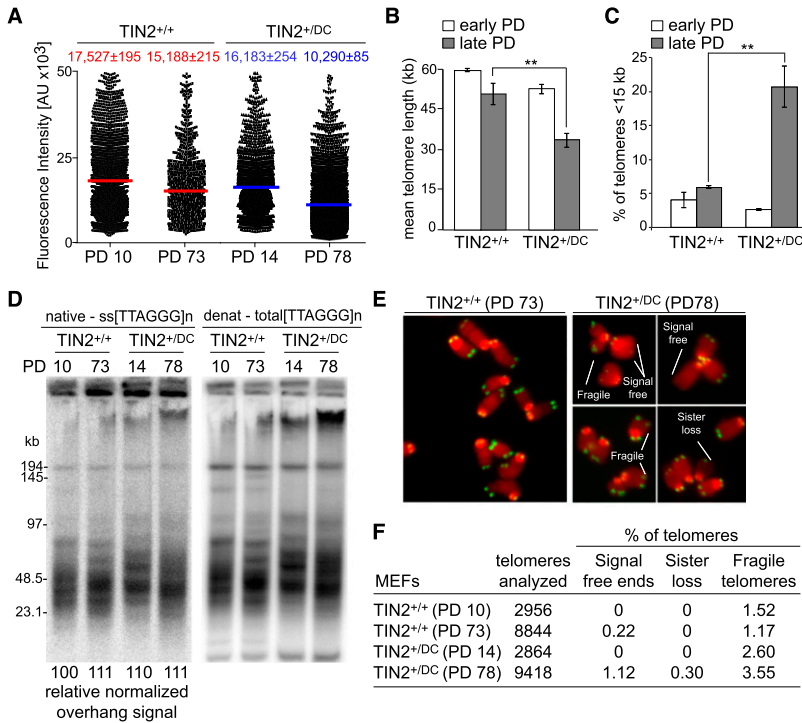 A
TIN2+/+
TIN2+/DC
17,527±195 15,188±215 16,183±254 10,290±85
Fluorescence Intensity [AU x10³]
50
25
0
PD 10 PD 73 PD 14 PD 78
B
early PD
late PD
**
mean telomere length (kb)
60
45
30
15
0
TIN2+/+ TIN2+/DC
C
early PD
late PD
**
% of telomeres <15 kb
25
20
15
10
5
0
TIN2+/+ TIN2+/DC
D
native - ss[TTAGGG]n denat - total[TTAGGG]n
TIN2+/+ TIN2+/DC TIN2+/+ TIN2+/DC
PD 10 73 14 78 10 73 14 78
kb
194-
145-
97-
48.5-
23.1-
100 111 110 111
relative normalized
overhang signal
E
TIN2+/+ (PD 73) TIN2+/DC (PD78)
Fragile
Signal
free
Signal
free
Fragile
Sister
loss
F
% of telomeres
MEFs
telomeres
analyzed
Signal
free ends
Sister
loss
Fragile
telomeres
TIN2+/+ (PD 10) 2956 0 0 1.52
TIN2+/+ (PD 73) 8844 0.22 0 1.17
TIN2+/DC (PD 14) 2864 0 0 2.60
TIN2+/DC (PD 78) 9418 1.12 0.30 3.55